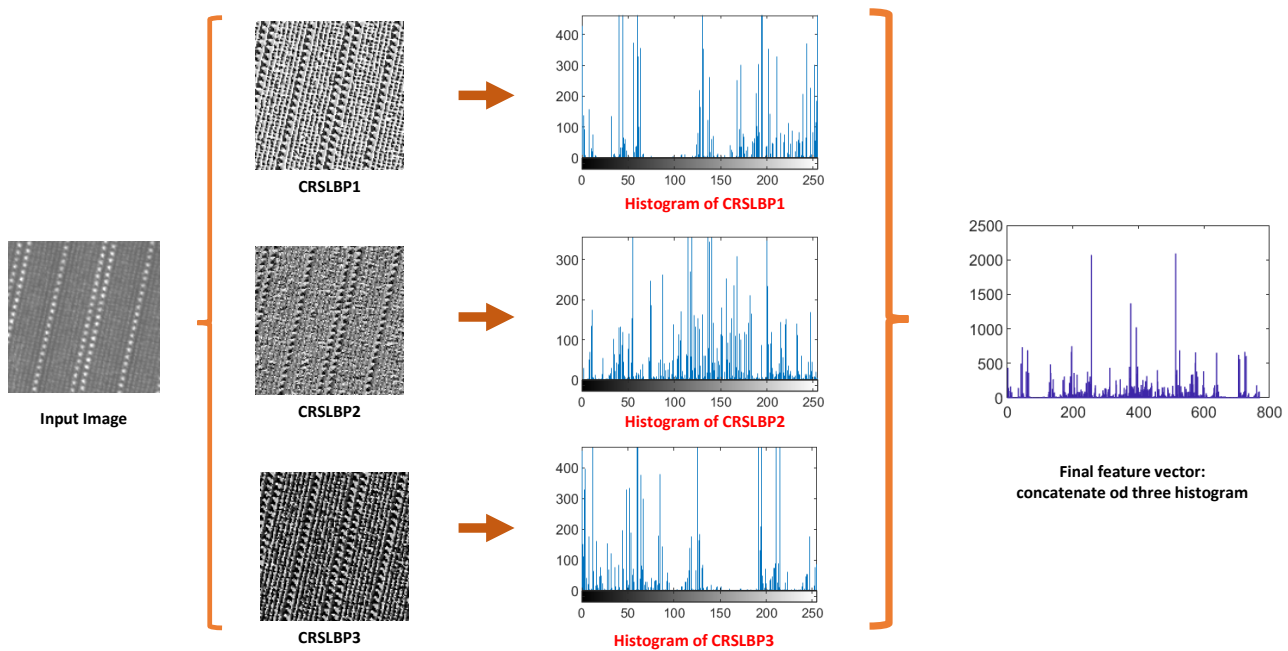 CRSLBP1
400
300
200
100
0
0 50 100 150 200 250
Histogram of CRSLBP1
Input Image
CRSLBP2
300
200
100
0
0 50 100 150 200 250
Histogram of CRSLBP2
CRSLBP3
400
300
200
100
0
0 50 100 150 200 250
Histogram of CRSLBP3
2500
2000
1500
1000
500
0
0 200 400 600 800
Final feature vector:
concatenate od three histogram